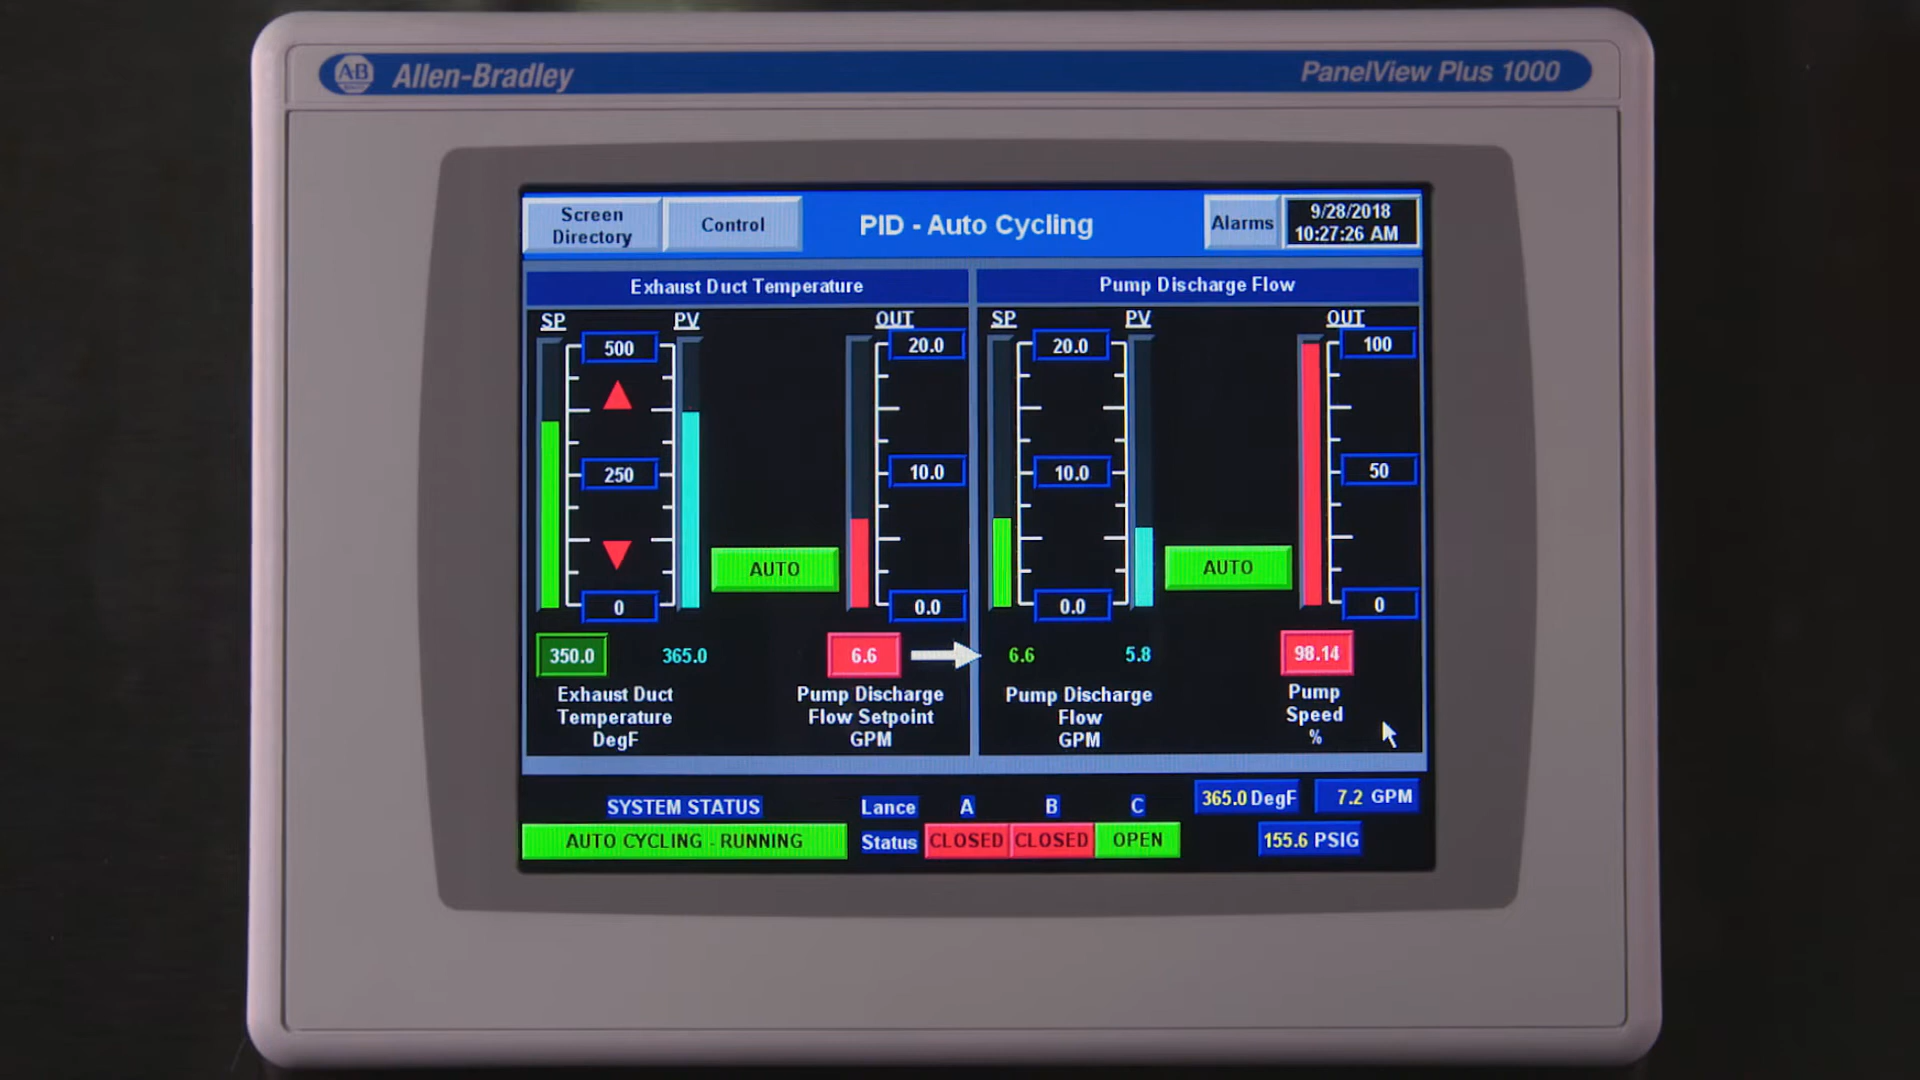 AB Allen-Bradley
PanelView Plus 1000
Screen Directory
Control
PID - Auto Cycling
Alarms
9/28/2018
10:27:26 AM
Exhaust Duct Temperature
SP
PV
OUT
500
250
0
20.0
10.0
0.0
AUTO
350.0
365.0
6.6
Exhaust Duct
Temperature
DegF
Pump Discharge
Flow Setpoint
GPM
Pump Discharge Flow
SP
PV
OUT
20.0
10.0
0.0
100
50
0
AUTO
6.6
5.8
98.14
Pump Discharge
Flow
GPM
Pump
Speed
%
SYSTEM STATUS
AUTO CYCLING - RUNNING
Lance A B C
Status CLOSED CLOSED OPEN
365.0 DegF
7.2 GPM
155.6 PSIG